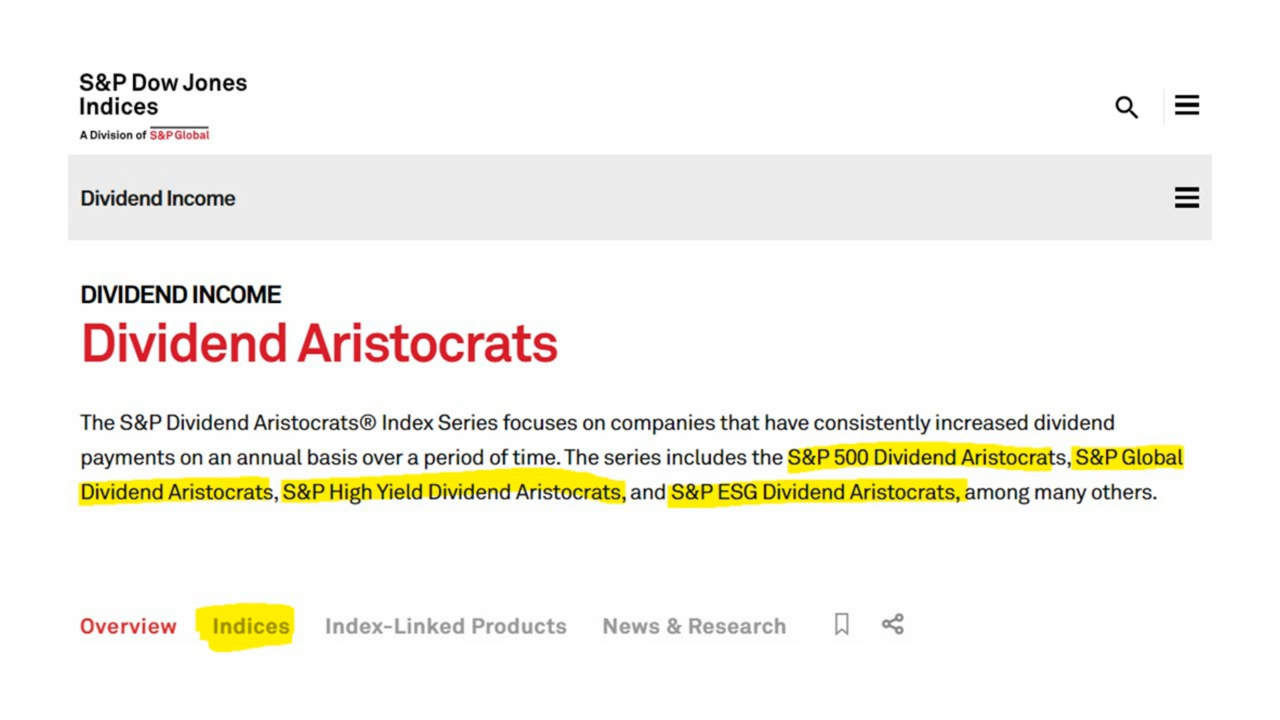 S&P Dow Jones
Indices
A Division of S&P Global
Dividend Income
DIVIDEND INCOME
Dividend Aristocrats
The S&P Dividend Aristocrats® Index Series focuses on companies that have consistently increased dividend
payments on an annual basis over a period of time. The series includes the S&P 500 Dividend Aristocrats, S&P Global
Dividend Aristocrats, S&P High Yield Dividend Aristocrats, and S&P ESG Dividend Aristocrats, among many others.
Overview Indices Index-Linked Products News & Research